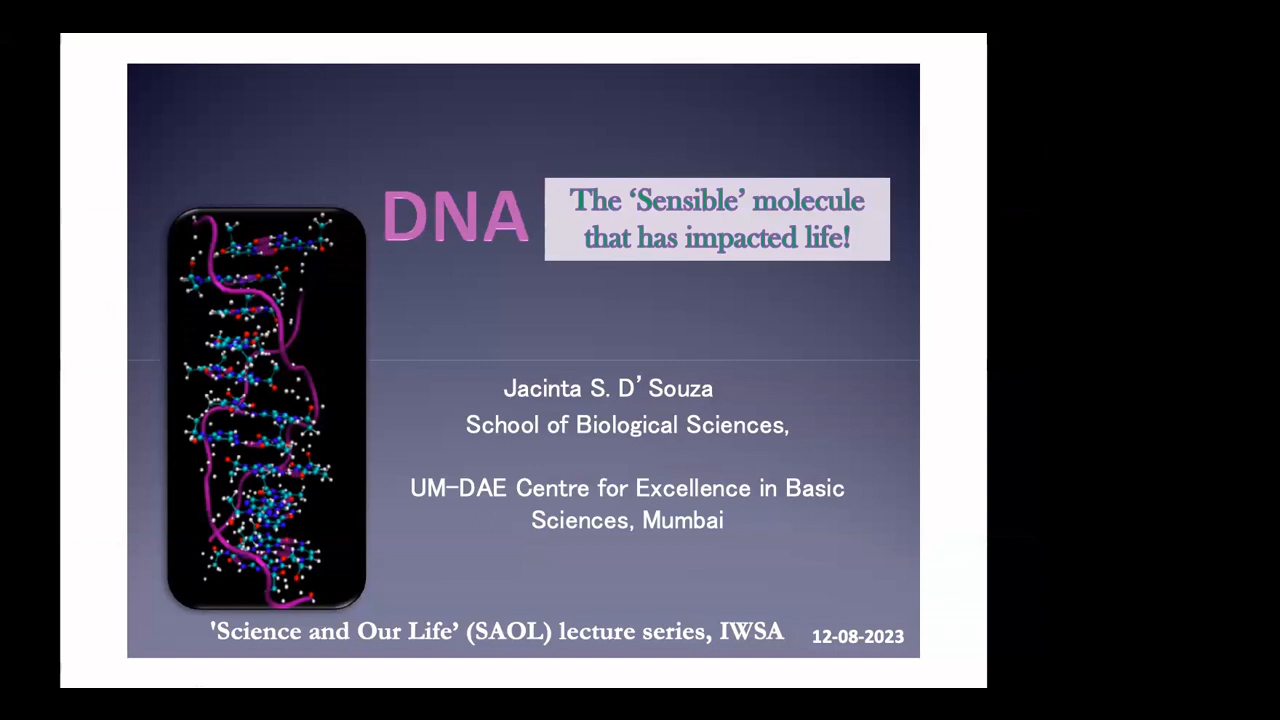 DNA
The ‘Sensible’ molecule
that has impacted life!
Jacinta S. D’Souza
School of Biological Sciences,
UM-DAE Centre for Excellence in Basic
Sciences, Mumbai
'Science and Our Life’ (SAOL) lecture series, IWSA
12-08-2023